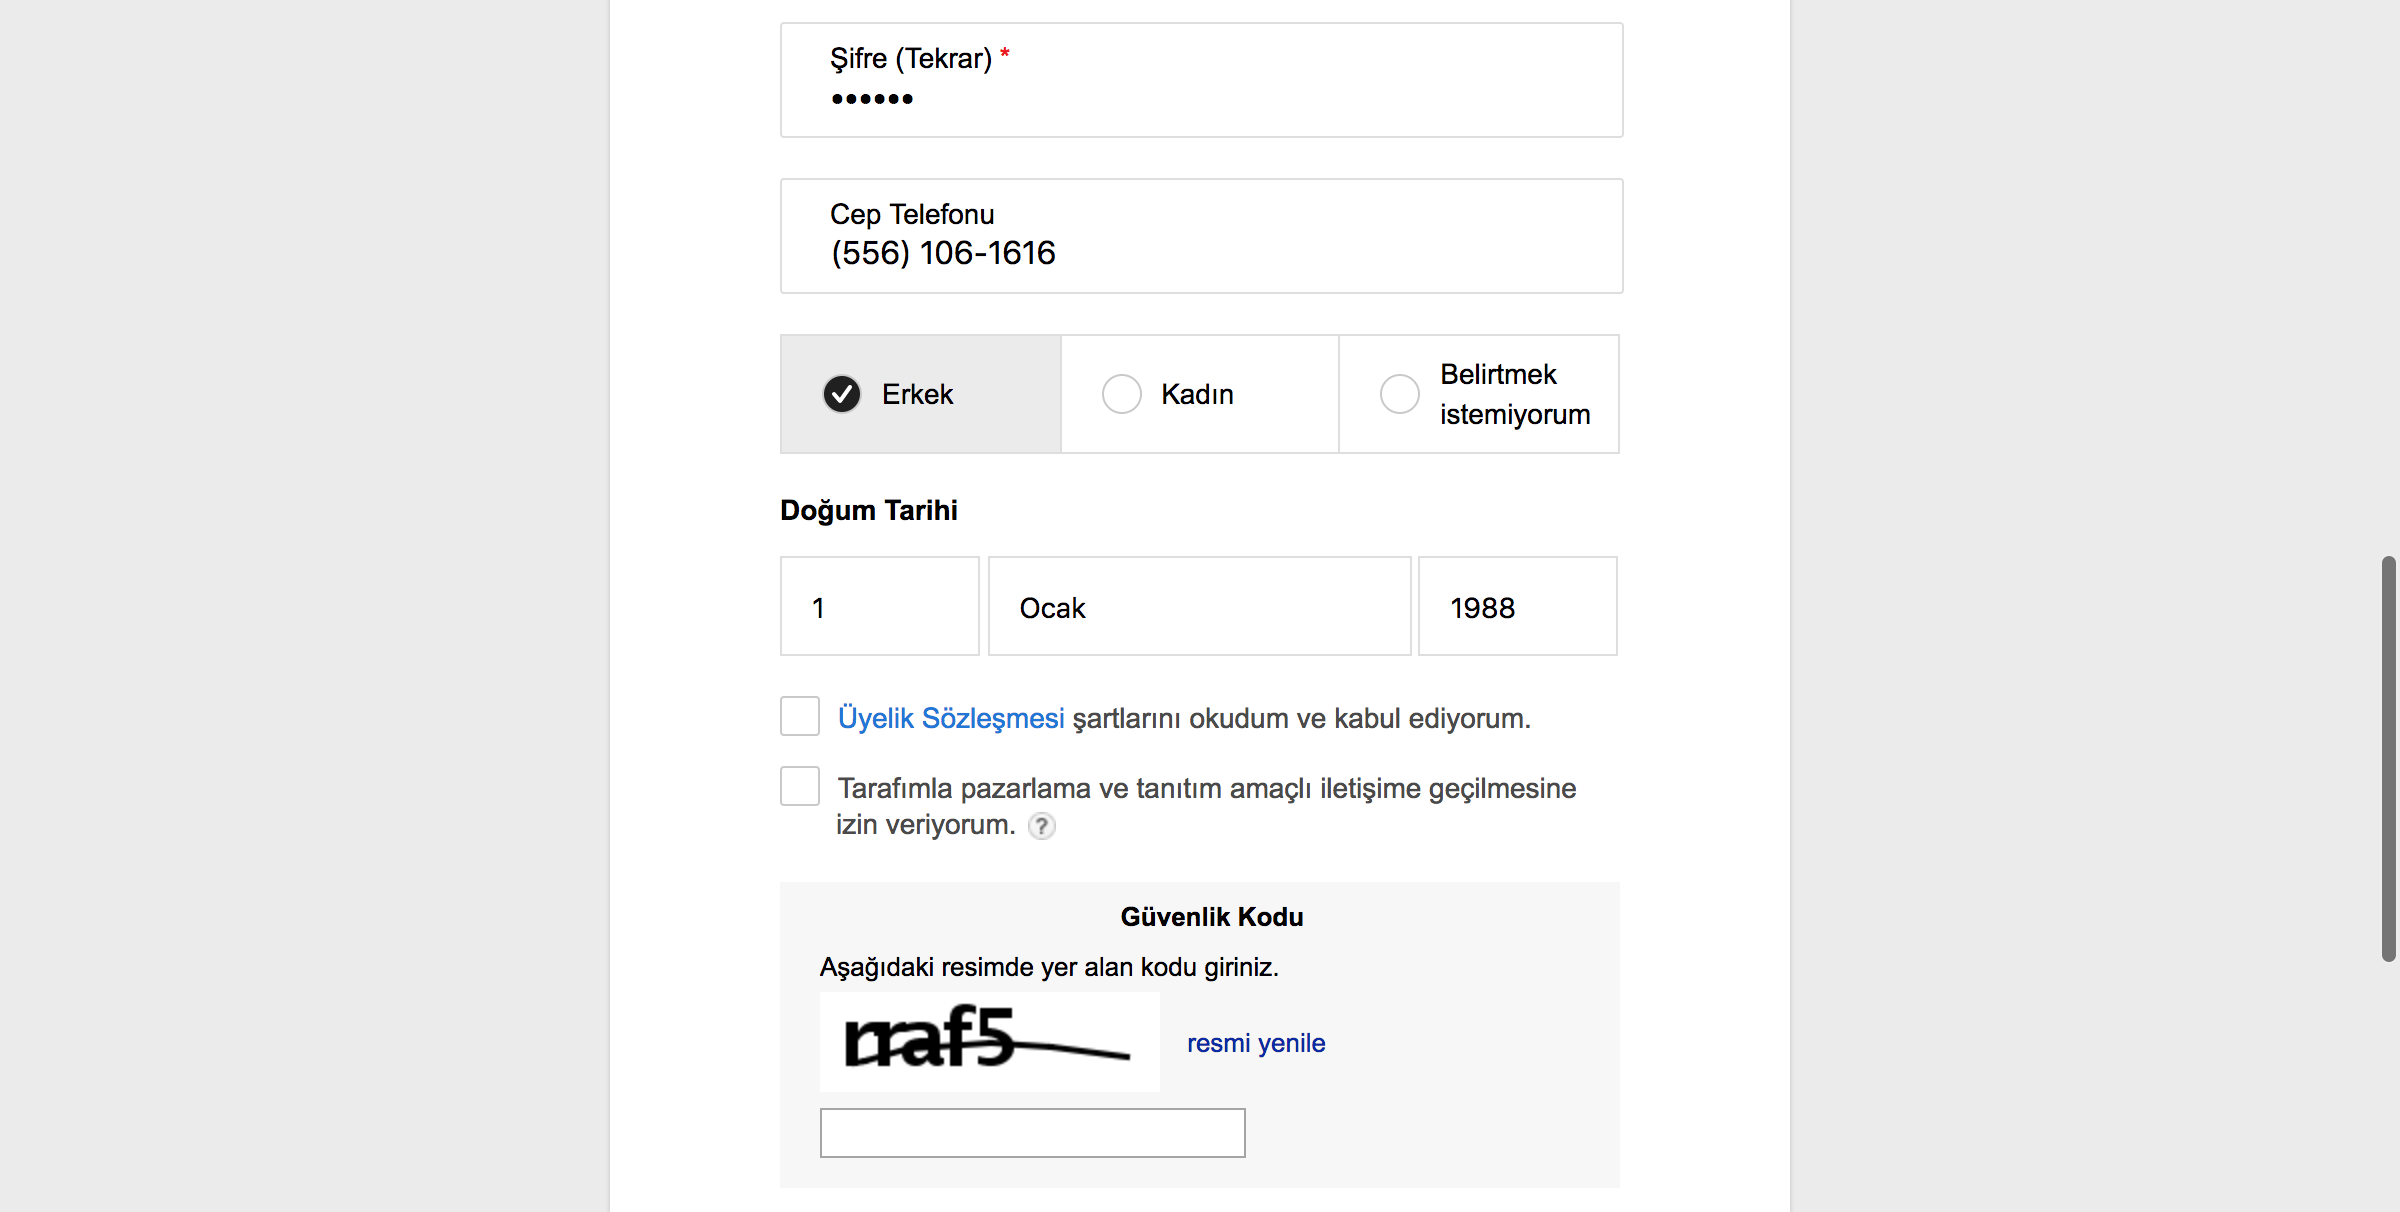 Şifre (Tekrar) *
••••••
Cep Telefonu
(556) 106-1616
Erkek
Kadın
Belirtmek
istemiyorum
Doğum Tarihi
1
Ocak
1988
Üyelik Sözleşmesi şartlarını okudum ve kabul ediyorum.
Tarafımla pazarlama ve tanıtım amaçlı iletişime geçilmesine
izin veriyorum. ?
Güvenlik Kodu
Aşağıdaki resimde yer alan kodu giriniz.
resmi yenile